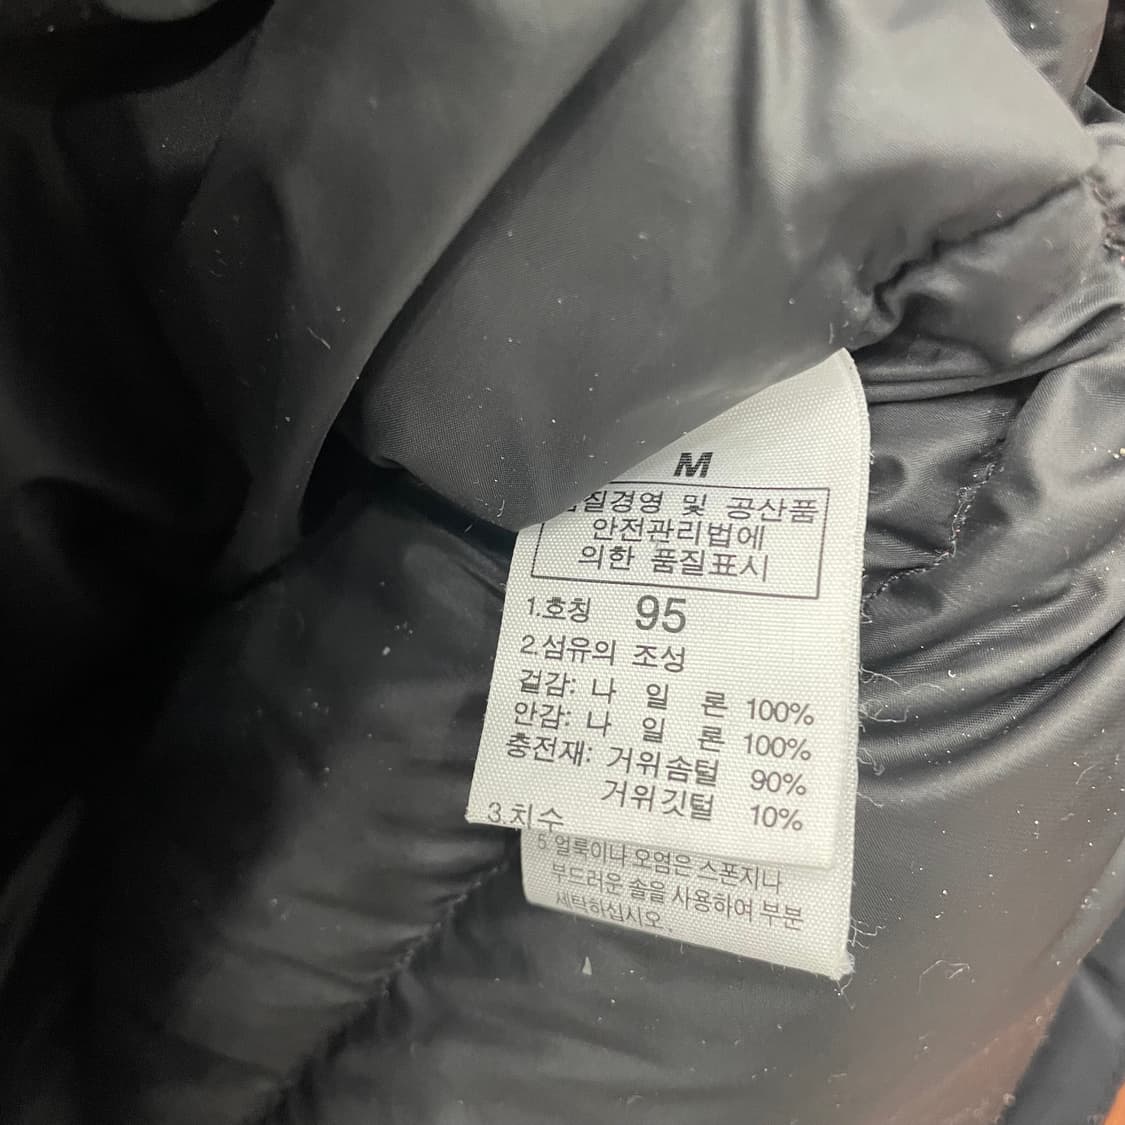 M
품질경영 및 공산품
안전관리법에
의한 품질표시
1.호칭 95
2.섬유의 조성
겉감: 나 일 론 100%
안감: 나 일 론 100%
충전재: 거위솜털 90%
거위깃털 10%
3.치수
5.얼룩이나 오염은 스폰지나
부드러운 솔을 사용하여 부분
세탁하십시오.